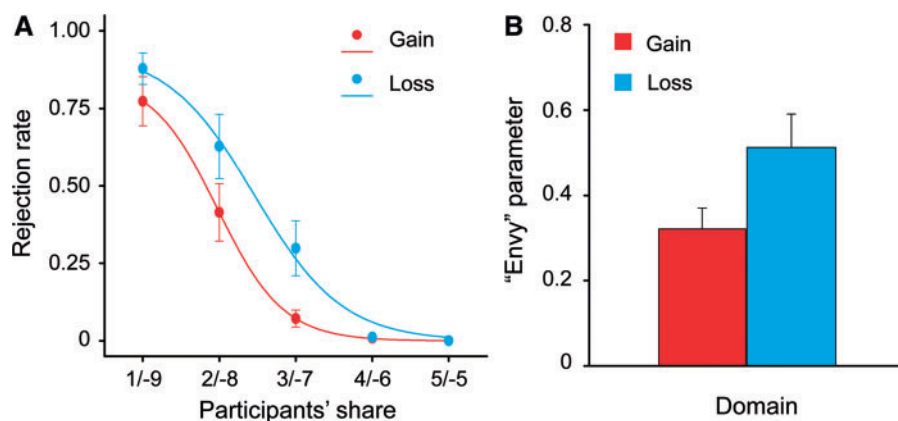 A
1.00
0.75
0.50
0.25
0
Rejection rate
Gain
Loss
1/-9 2/-8 3/-7 4/-6 5/-5
Participants' share
B
0.8
0.6
0.4
0.2
0
“Envy” parameter
Gain
Loss
Domain